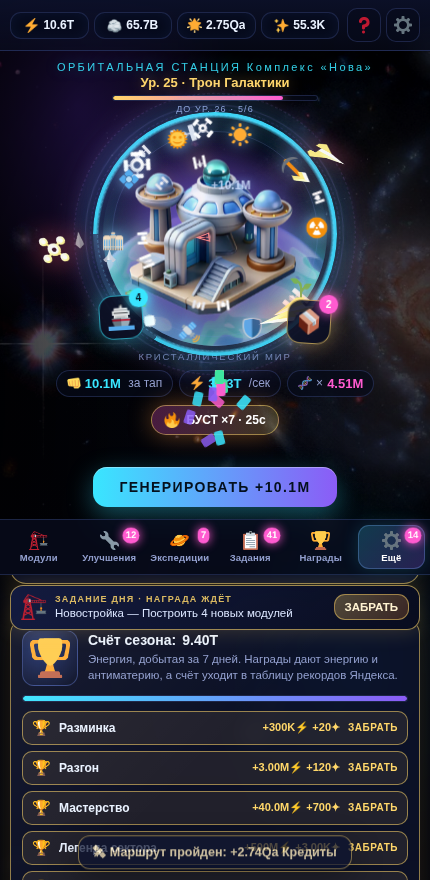 10.6T 65.7B 2.75Qa 55.3K
ОРБИТАЛЬНАЯ СТАНЦИЯ Комплекс «Нова»
Ур. 25 · Трон Галактики
ДО УР. 26 · 5/6
+10.1M
4
2
КРИСТАЛЛИЧЕСКИЙ МИР
10.1M за тап
/сек
× 4.51M
БУСТ ×7 · 25с
ГЕНЕРИРОВАТЬ +10.1M
12 7 41 14
Модули Улучшения Экспедиции Задания Награды Ещё
ЗАДАНИЕ ДНЯ · НАГРАДА ЖДЁТ
Новостройка — Построить 4 новых модулей
ЗАБРАТЬ
Счёт сезона: 9.40T
Энергия, добытая за 7 дней. Награды дают энергию и
антиматерию, а счёт уходит в таблицу рекордов Яндекса.
Разминка +300K⚡ +20✦ ЗАБРАТЬ
Разгон +3.00M⚡ +120✦ ЗАБРАТЬ
Мастерство +40.0M⚡ +700✦ ЗАБРАТЬ
Легенда сектора +500M⚡ +3.00K✦ ЗАБРАТЬ
Маршрут пройден: +2.74Qa Кредиты